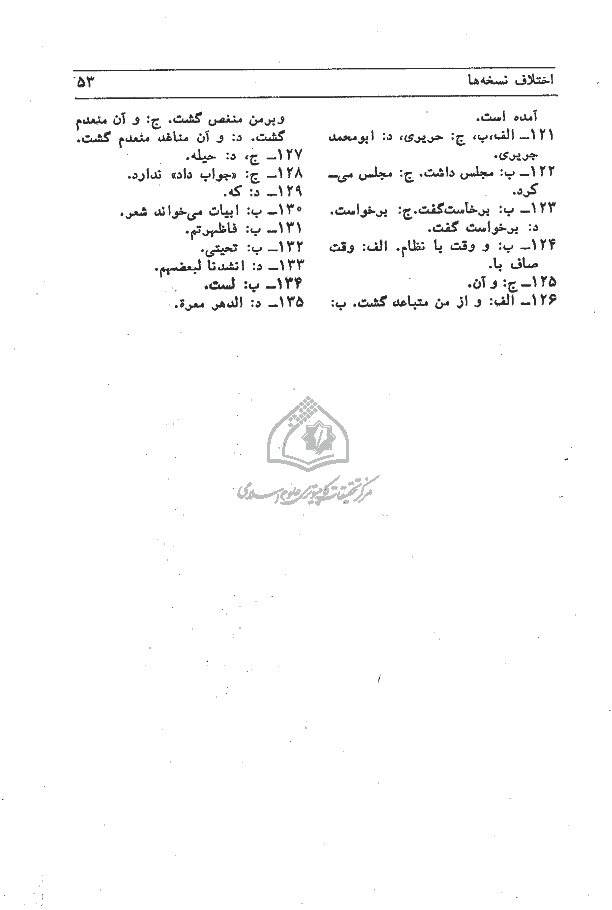 اختلاف نسخه‌ها
۵۳
آمده است.
۱۲۱ـ الف،ب، ج: حریری، د: ابومحمد
جریری.
۱۲۲ـ ب: مجلس داشت. ج: مجلس می‌ـ
کرد.
۱۲۳ـ ب: برخاست‌گفت.ج: برخواست.
د: برخواست گفت.
۱۲۴ـ ب: و وقت با نظام. الف: وقت
صاف با.
۱۲۵ـ ج: و آن.
۱۲۶ـ الف: و از من متباعد گشت. ب:
وبرمن منغص گشت. ج: و آن منعدم
گشت. د: و آن مناغد منعدم گشت.
۱۲۷ـ ج، د: حیله.
۱۲۸ـ ج: «جواب داد» ندارد.
۱۲۹ـ د: که.
۱۳۰ـ ب: ابیات می‌خواند شعر.
۱۳۱ـ ب: فاظهرتم.
۱۳۲ـ ب: تحیتی.
۱۳۳ـ د: انشدنا لبعضهم.
۱۳۴ـ ب: لست.
۱۳۵ـ د: الدهر معرة.
مرکز تحقیقات کامپیوتری علوم اسلامی